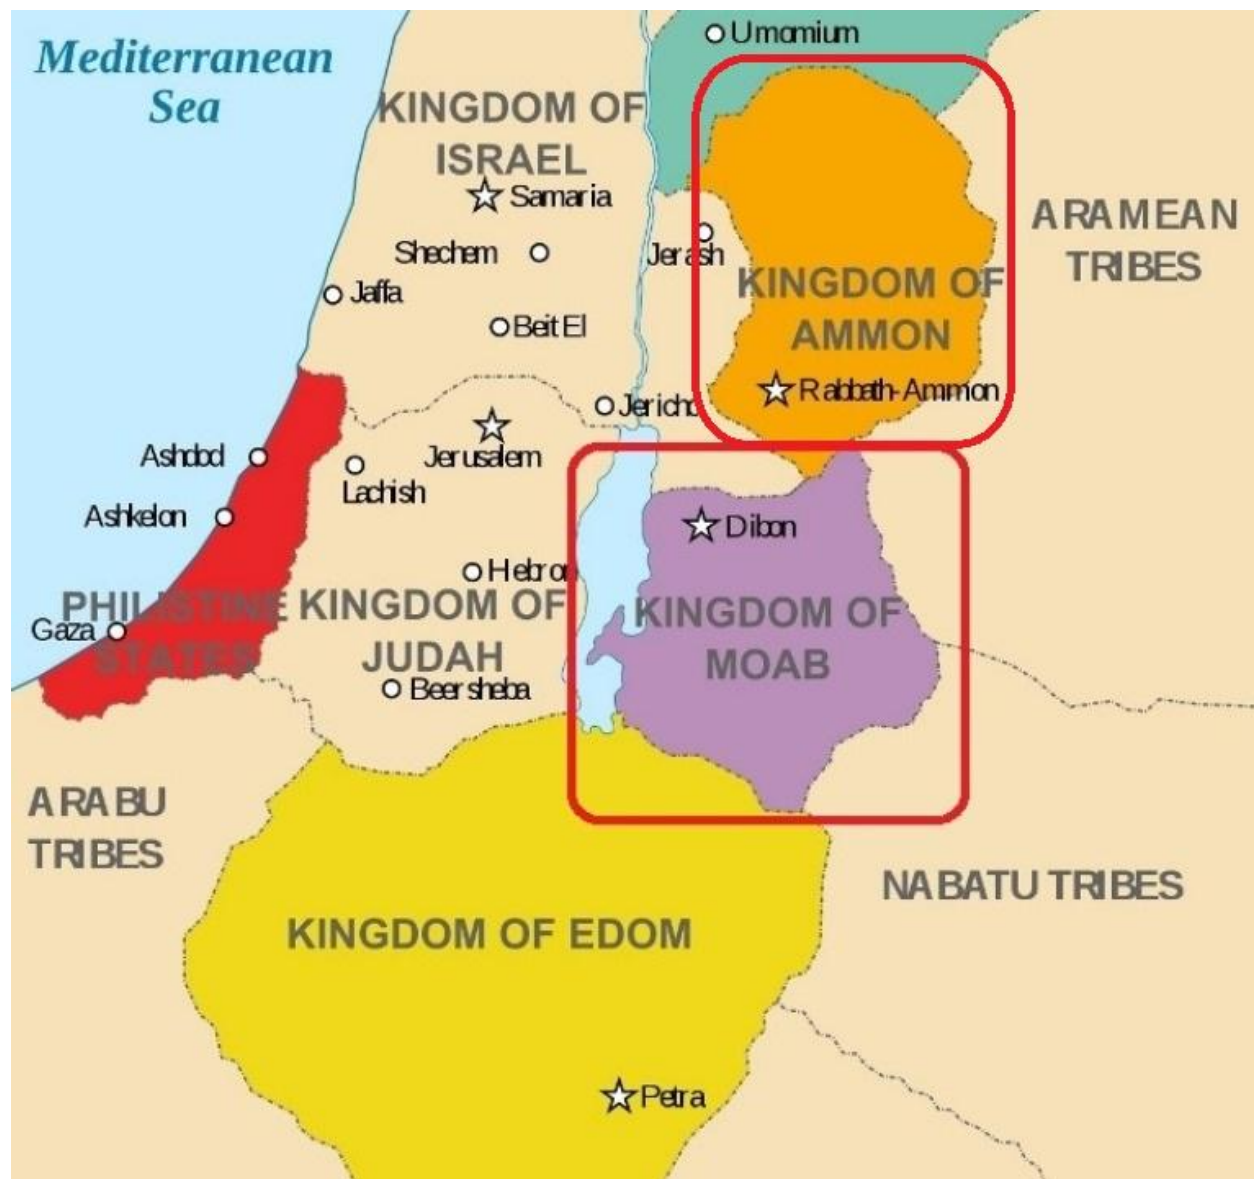 Mediterranean
Sea
Umomium
KINGDOM OF
ISRAEL
Samaria
Shechem
Jerash
ARAMEAN
TRIBES
Jaffa
KINGDOM OF
AMMON
Beit El
Rabbath-Ammon
Jericho
Jerusalem
Ashdod
Lachish
Ashkelon
Dibon
Hebron
PHILISTINE
STATES
Gaza
KINGDOM OF
JUDAH
KINGDOM OF
MOAB
Beersheba
ARABU
TRIBES
NABATU TRIBES
KINGDOM OF EDOM
Petra